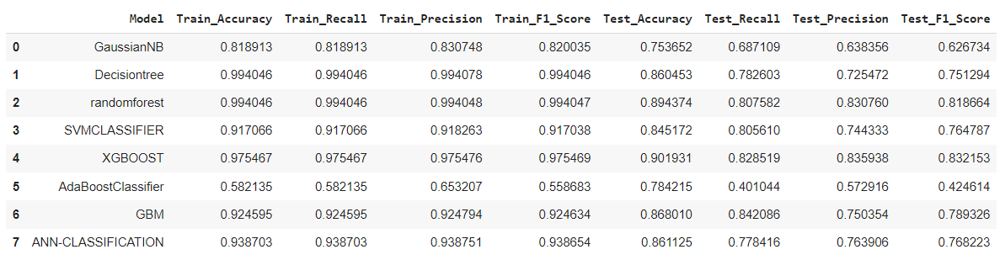 Model Train_Accuracy Train_Recall Train_Precision Train_F1_Score Test_Accuracy Test_Recall Test_Precision Test_F1_Score
0 GaussianNB 0.818913 0.818913 0.830748 0.820035 0.753652 0.687109 0.638356 0.626734
1 Decisiontree 0.994046 0.994046 0.994078 0.994046 0.860453 0.782603 0.725472 0.751294
2 randomforest 0.994046 0.994046 0.994048 0.994047 0.894374 0.807582 0.830760 0.818664
3 SVMCLASSIFIER 0.917066 0.917066 0.918263 0.917038 0.845172 0.805610 0.744333 0.764787
4 XGBOOST 0.975467 0.975467 0.975476 0.975469 0.901931 0.828519 0.835938 0.832153
5 AdaBoostClassifier 0.582135 0.582135 0.653207 0.558683 0.784215 0.401044 0.572916 0.424614
6 GBM 0.924595 0.924595 0.924794 0.924634 0.868010 0.842086 0.750354 0.789326
7 ANN-CLASSIFICATION 0.938703 0.938703 0.938751 0.938654 0.861125 0.778416 0.763906 0.768223